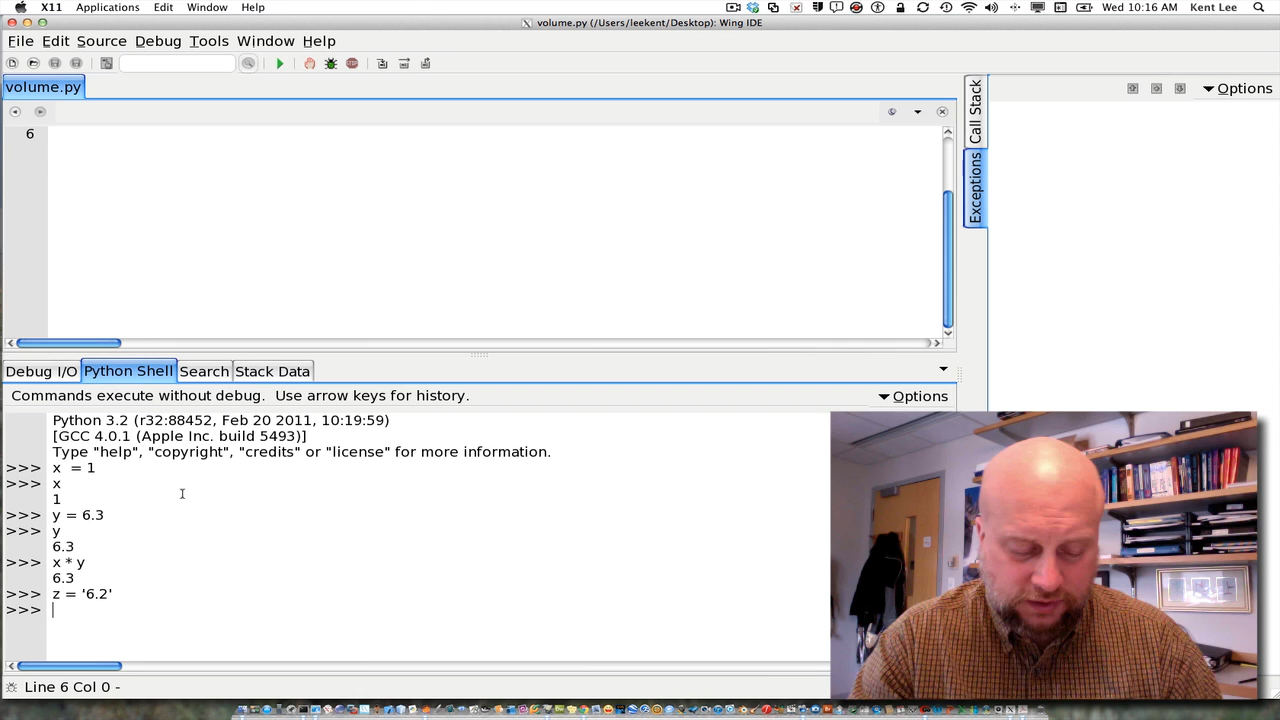 X11 Applications Edit Window Help Wed 10:16 AM Kent Lee
volume.py (/Users/leekent/Desktop): Wing IDE
File Edit Source Debug Tools Window Help
volume.py
Options
Call Stack
Exceptions
6
Debug I/O Python Shell Search Stack Data
Commands execute without debug. Use arrow keys for history.
Options
Python 3.2 (r32:88452, Feb 20 2011, 10:19:59)
[GCC 4.0.1 (Apple Inc. build 5493)]
Type "help", "copyright", "credits" or "license" for more information.
>>> x  = 1
>>> x
1
>>> y = 6.3
>>> y
6.3
>>> x * y
6.3
>>> z = '6.2'
>>>
Line 6 Col 0 -